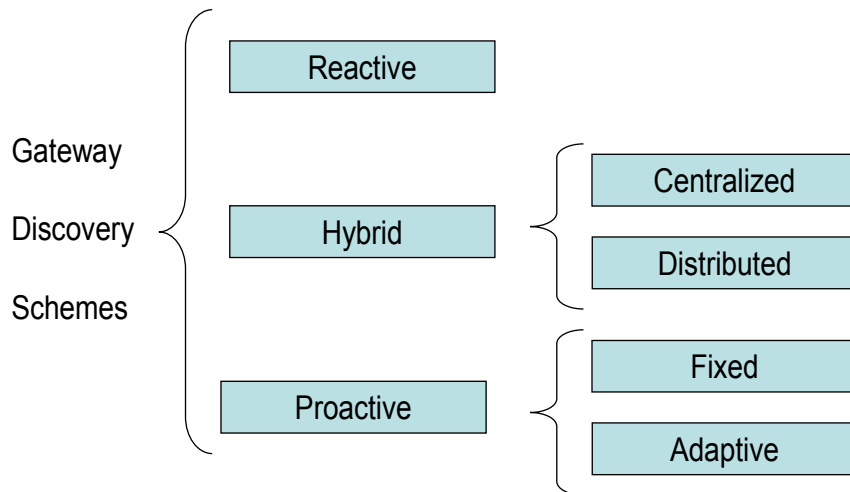 Gateway
Discovery
Schemes
Reactive
Hybrid
Proactive
Centralized
Distributed
Fixed
Adaptive